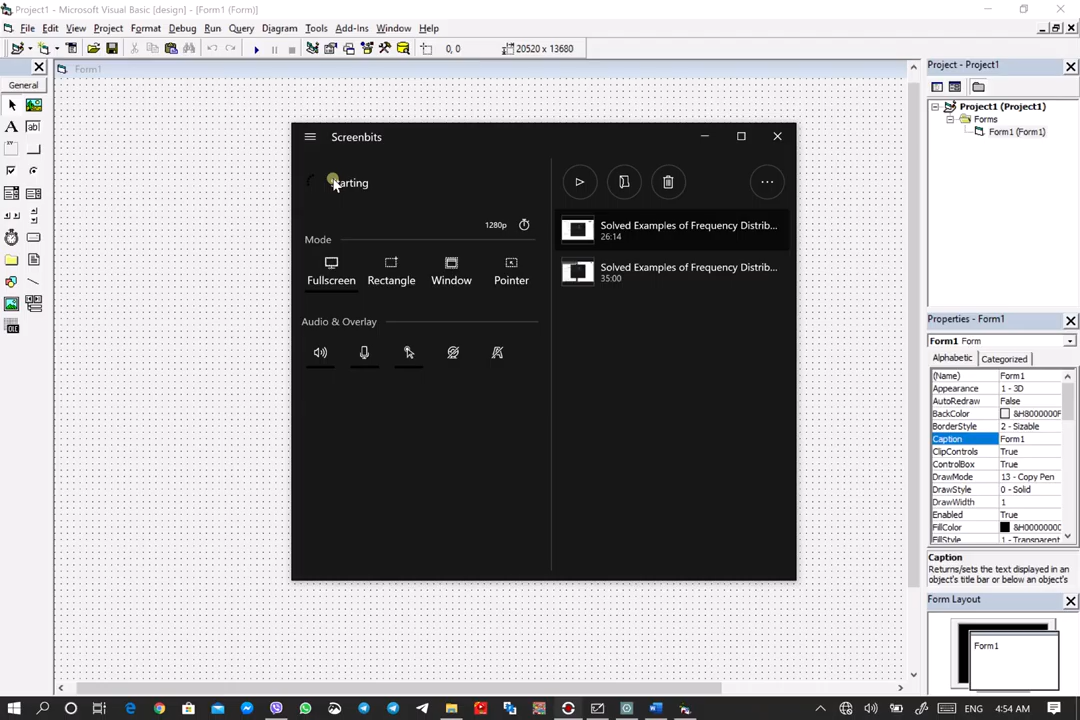 Project1 - Microsoft Visual Basic [design] - [Form1 (Form)]
File Edit View Project Format Debug Run Query Diagram Tools Add-Ins Window Help
0, 0
20520 x 13680
General
Form1
Screenbits
1280p
Mode
Fullscreen Rectangle Window Pointer
Audio & Overlay
Solved Examples of Frequency Distrib...
26:14
Solved Examples of Frequency Distrib...
35:00
Project - Project1
Project1 (Project1)
Forms
Form1 (Form1)
Properties - Form1
Form1 Form
Alphabetic Categorized
(Name) Form1
Appearance 1 - 3D
AutoRedraw False
BackColor &H8000000F
BorderStyle 2 - Sizable
Caption Form1
ClipControls True
ControlBox True
DrawMode 13 - Copy Pen
DrawStyle 0 - Solid
DrawWidth 1
Enabled True
FillColor &H0000000C
FillStyle 1 - Transparent
Caption
Returns/sets the text displayed in an
object's title bar or below an object's
Form Layout
Form1
ENG 4:54 AM